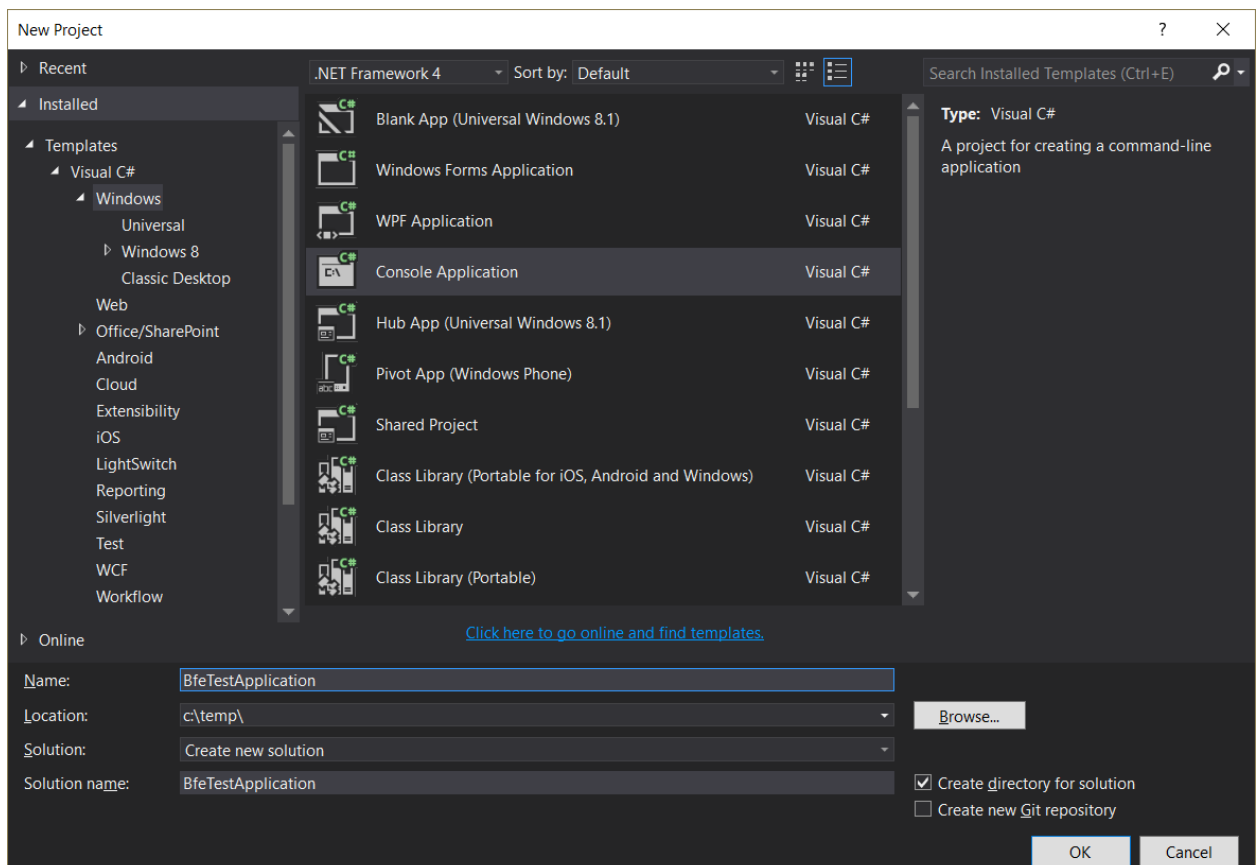 New Project
?
Recent
.NET Framework 4
Sort by: Default
Search Installed Templates (Ctrl+E)
Installed
Templates
Visual C#
Windows
Universal
Windows 8
Classic Desktop
Web
Office/SharePoint
Android
Cloud
Extensibility
iOS
LightSwitch
Reporting
Silverlight
Test
WCF
Workflow
Online
C# Blank App (Universal Windows 8.1) Visual C#
C# Windows Forms Application Visual C#
C# WPF Application Visual C#
C# C:\ Console Application Visual C#
C# Hub App (Universal Windows 8.1) Visual C#
C# abc Pivot App (Windows Phone) Visual C#
C# Shared Project Visual C#
C# Class Library (Portable for iOS, Android and Windows) Visual C#
C# Class Library Visual C#
C# Class Library (Portable) Visual C#
Click here to go online and find templates.
Type: Visual C#
A project for creating a command-line
application
Name: BfeTestApplication
Location: c:\temp\
Browse...
Solution: Create new solution
Solution name: BfeTestApplication
Create directory for solution
Create new Git repository
OK
Cancel